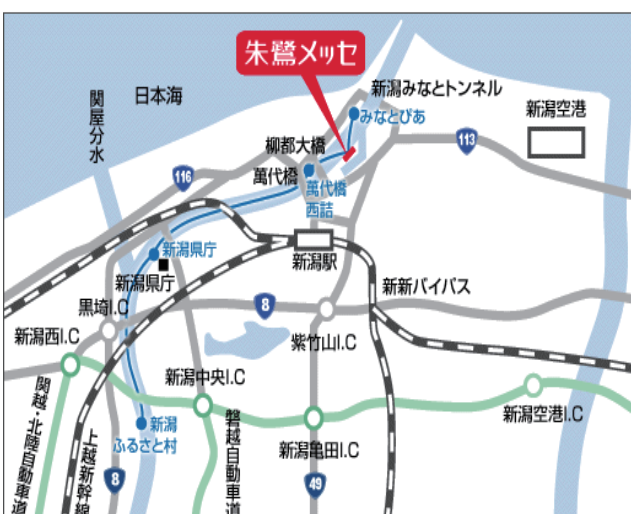 朱鷺メッセ
日本海
関屋分水
新潟みなとトンネル
みなとぴあ
新潟空港
柳都大橋
113
116
萬代橋
萬代橋
西詰
新潟県庁
新潟駅
新潟県庁
新新バイパス
黒埼I.C
8
紫竹山I.C
新潟西I.C
新潟中央I.C
新潟空港I.C
新潟
ふるさと村
新潟亀田I.C
関越・北陸自動車道
上越新幹線
磐越自動車道
8
49